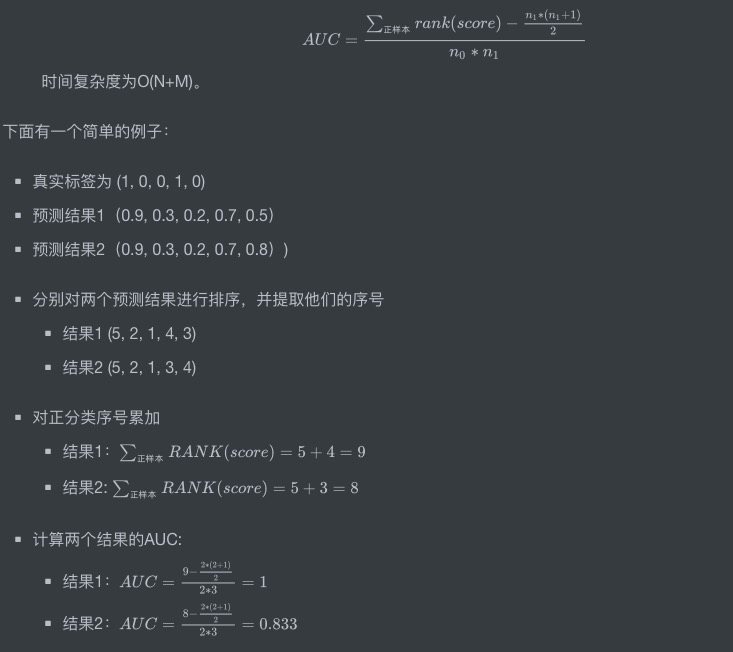 AUC = \frac{\sum_{正样本} rank(score) - \frac{n_1*(n_1+1)}{2}}{n_0*n_1}
时间复杂度为O(N+M)。
下面有一个简单的例子：
▪ 真实标签为 (1, 0, 0, 1, 0)
▪ 预测结果1（0.9, 0.3, 0.2, 0.7, 0.5）
▪ 预测结果2（0.9, 0.3, 0.2, 0.7, 0.8）)
▪ 分别对两个预测结果进行排序，并提取他们的序号
▪ 结果1 (5, 2, 1, 4, 3)
▪ 结果2 (5, 2, 1, 3, 4)
▪ 对正分类序号累加
▪ 结果1：\sum_{正样本} RANK(score) = 5 + 4 = 9
▪ 结果2: \sum_{正样本} RANK(score) = 5 + 3 = 8
▪ 计算两个结果的AUC:
▪ 结果1：AUC = \frac{9-\frac{2*(2+1)}{2}}{2*3} = 1
▪ 结果2：AUC = \frac{8-\frac{2*(2+1)}{2}}{2*3} = 0.833